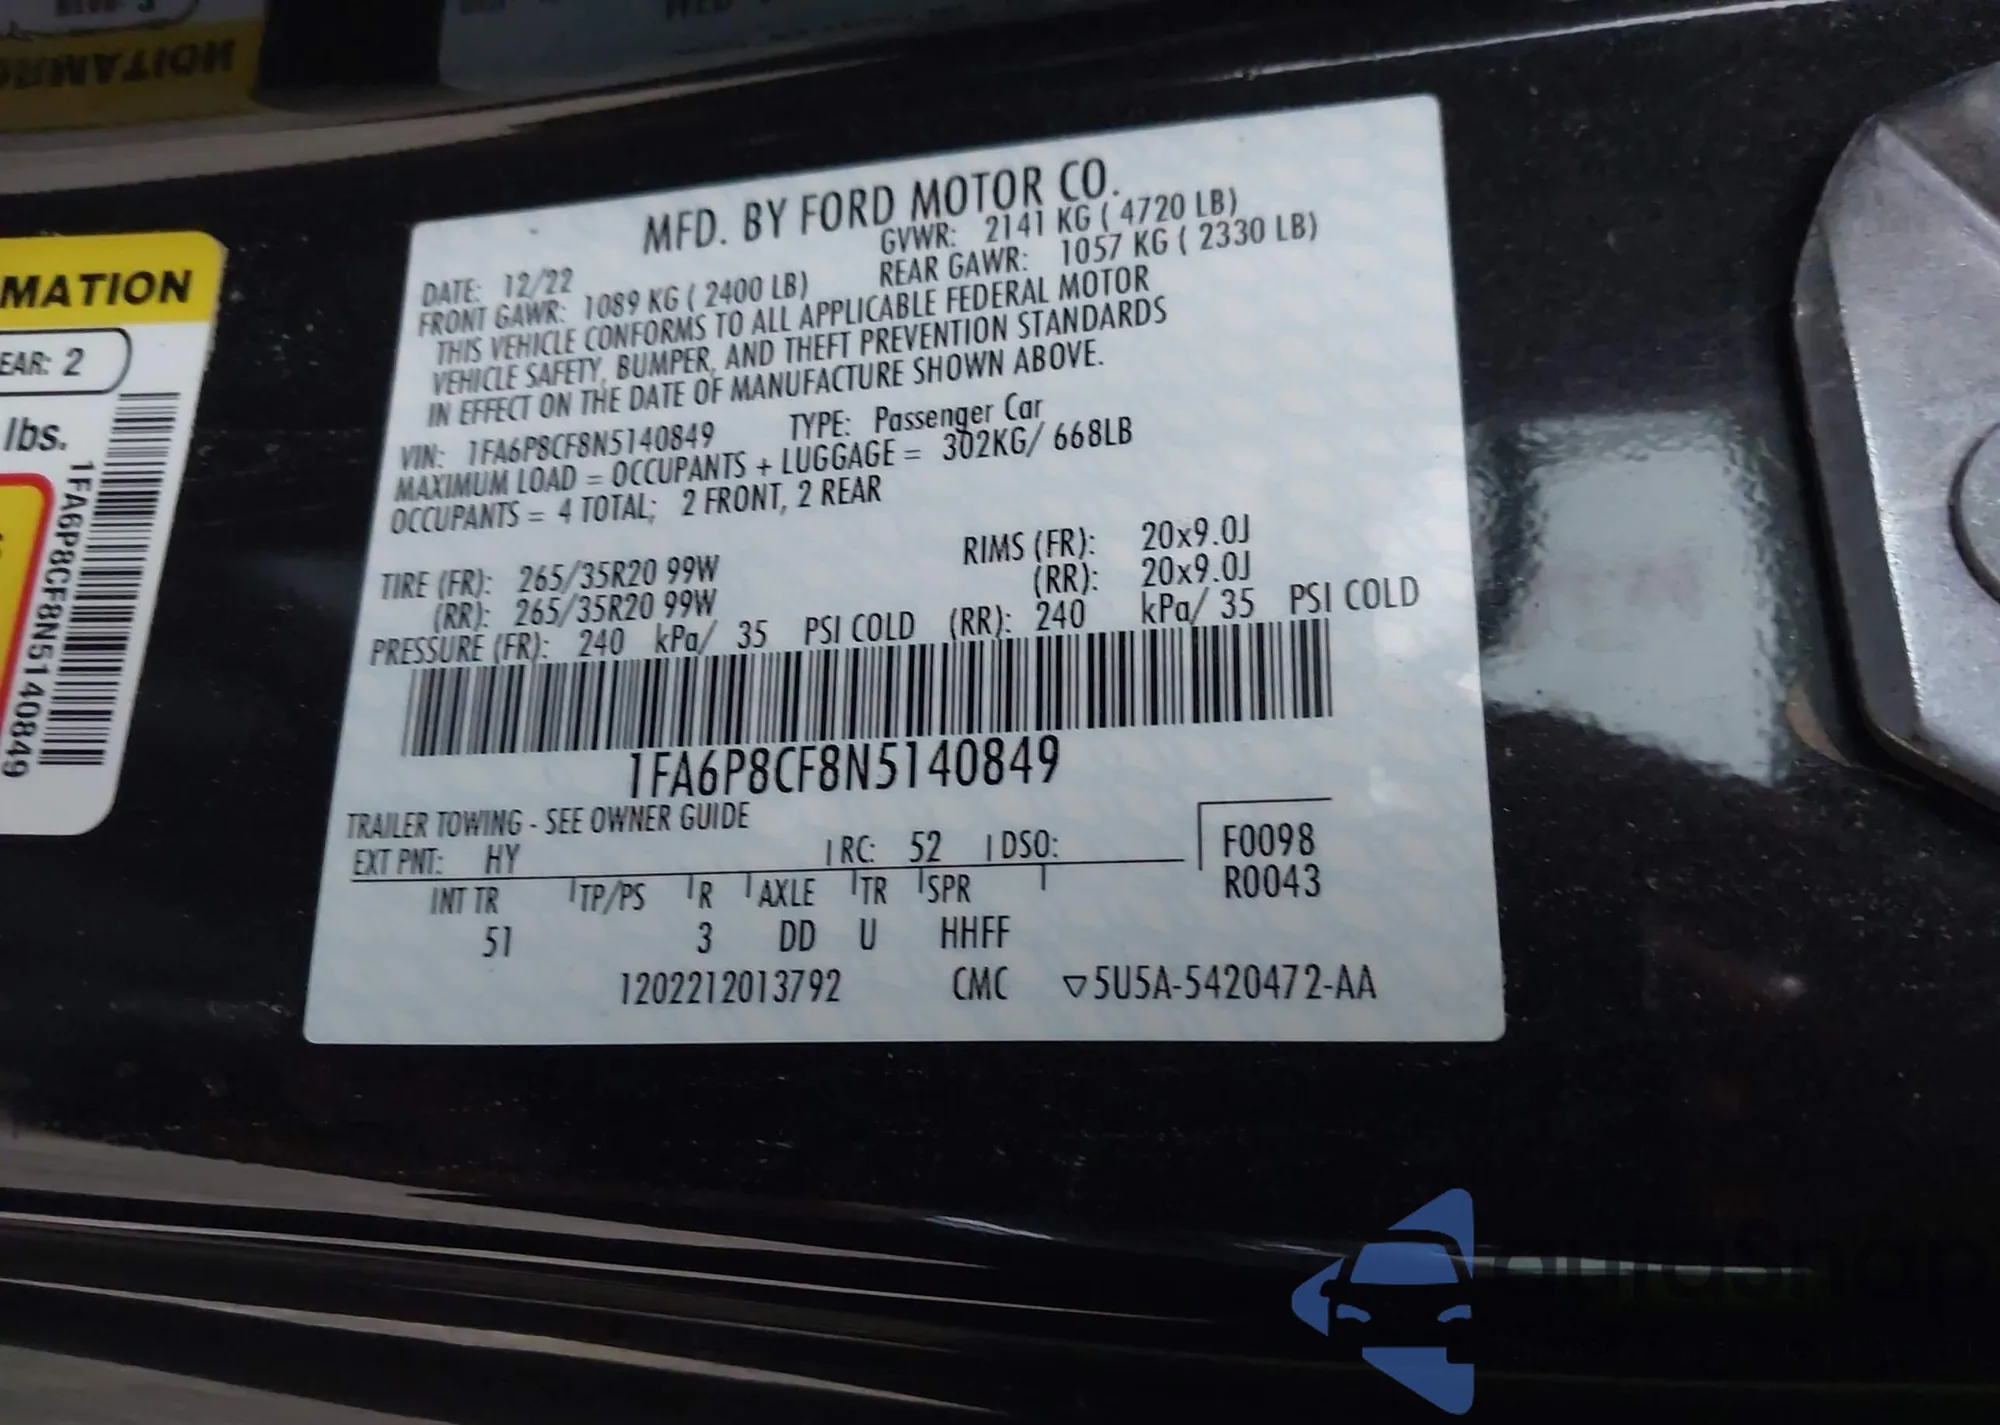 MATION
EAR: 2
lbs.
1FA6P8CF8N5140849
MFD. BY FORD MOTOR CO.
DATE: 12/22 GVWR: 2141 KG ( 4720 LB)
FRONT GAWR: 1089 KG ( 2400 LB) REAR GAWR: 1057 KG ( 2330 LB)
THIS VEHICLE CONFORMS TO ALL APPLICABLE FEDERAL MOTOR
VEHICLE SAFETY, BUMPER, AND THEFT PREVENTION STANDARDS
IN EFFECT ON THE DATE OF MANUFACTURE SHOWN ABOVE.
VIN: 1FA6P8CF8N5140849 TYPE: Passenger Car
MAXIMUM LOAD = OCCUPANTS + LUGGAGE = 302KG/ 668LB
OCCUPANTS = 4 TOTAL; 2 FRONT, 2 REAR
TIRE (FR): 265/35R20 99W RIMS (FR): 20x9.0J
(RR): 265/35R20 99W (RR): 20x9.0J
PRESSURE (FR): 240 kPa/ 35 PSI COLD (RR): 240 kPa/ 35 PSI COLD
1FA6P8CF8N5140849
TRAILER TOWING - SEE OWNER GUIDE
EXT PNT: HY RC: 52 DSO: F0098
INT TR TP/PS R AXLE TR SPR R0043
51 3 DD U HHFF
1202212013792 CMC ▽5U5A-5420472-AA